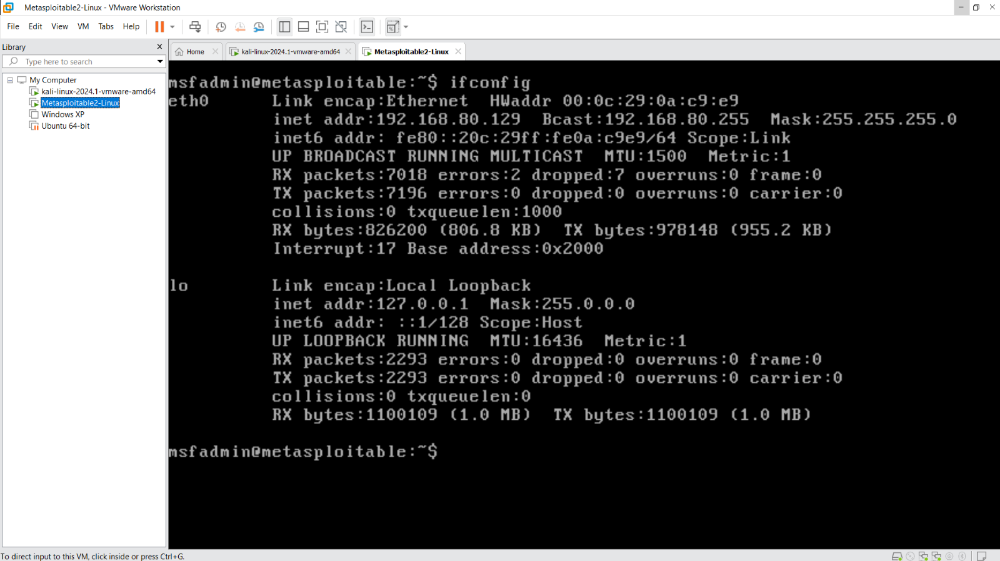 Metasploitable2-Linux - VMware Workstation
File Edit View VM Tabs Help
Library
Type here to search
My Computer
kali-linux-2024.1-vmware-amd64
Metasploitable2-Linux
Windows XP
Ubuntu 64-bit
Home kali-linux-2024.1-vmware-amd64 Metasploitable2-Linux
msfadmin@metasploitable:~$ ifconfig
eth0 Link encap:Ethernet HWaddr 00:0c:29:0a:c9:e9
inet addr:192.168.80.129 Bcast:192.168.80.255 Mask:255.255.255.0
inet6 addr: fe80::20c:29ff:fe0a:c9e9/64 Scope:Link
UP BROADCAST RUNNING MULTICAST MTU:1500 Metric:1
RX packets:7018 errors:2 dropped:7 overruns:0 frame:0
TX packets:7196 errors:0 dropped:0 overruns:0 carrier:0
collisions:0 txqueuelen:1000
RX bytes:826200 (806.8 KB) TX bytes:978148 (955.2 KB)
Interrupt:17 Base address:0x2000
lo Link encap:Local Loopback
inet addr:127.0.0.1 Mask:255.0.0.0
inet6 addr: ::1/128 Scope:Host
UP LOOPBACK RUNNING MTU:16436 Metric:1
RX packets:2293 errors:0 dropped:0 overruns:0 frame:0
TX packets:2293 errors:0 dropped:0 overruns:0 carrier:0
collisions:0 txqueuelen:0
RX bytes:1100109 (1.0 MB) TX bytes:1100109 (1.0 MB)
msfadmin@metasploitable:~$
To direct input to this VM, click inside or press Ctrl+G.